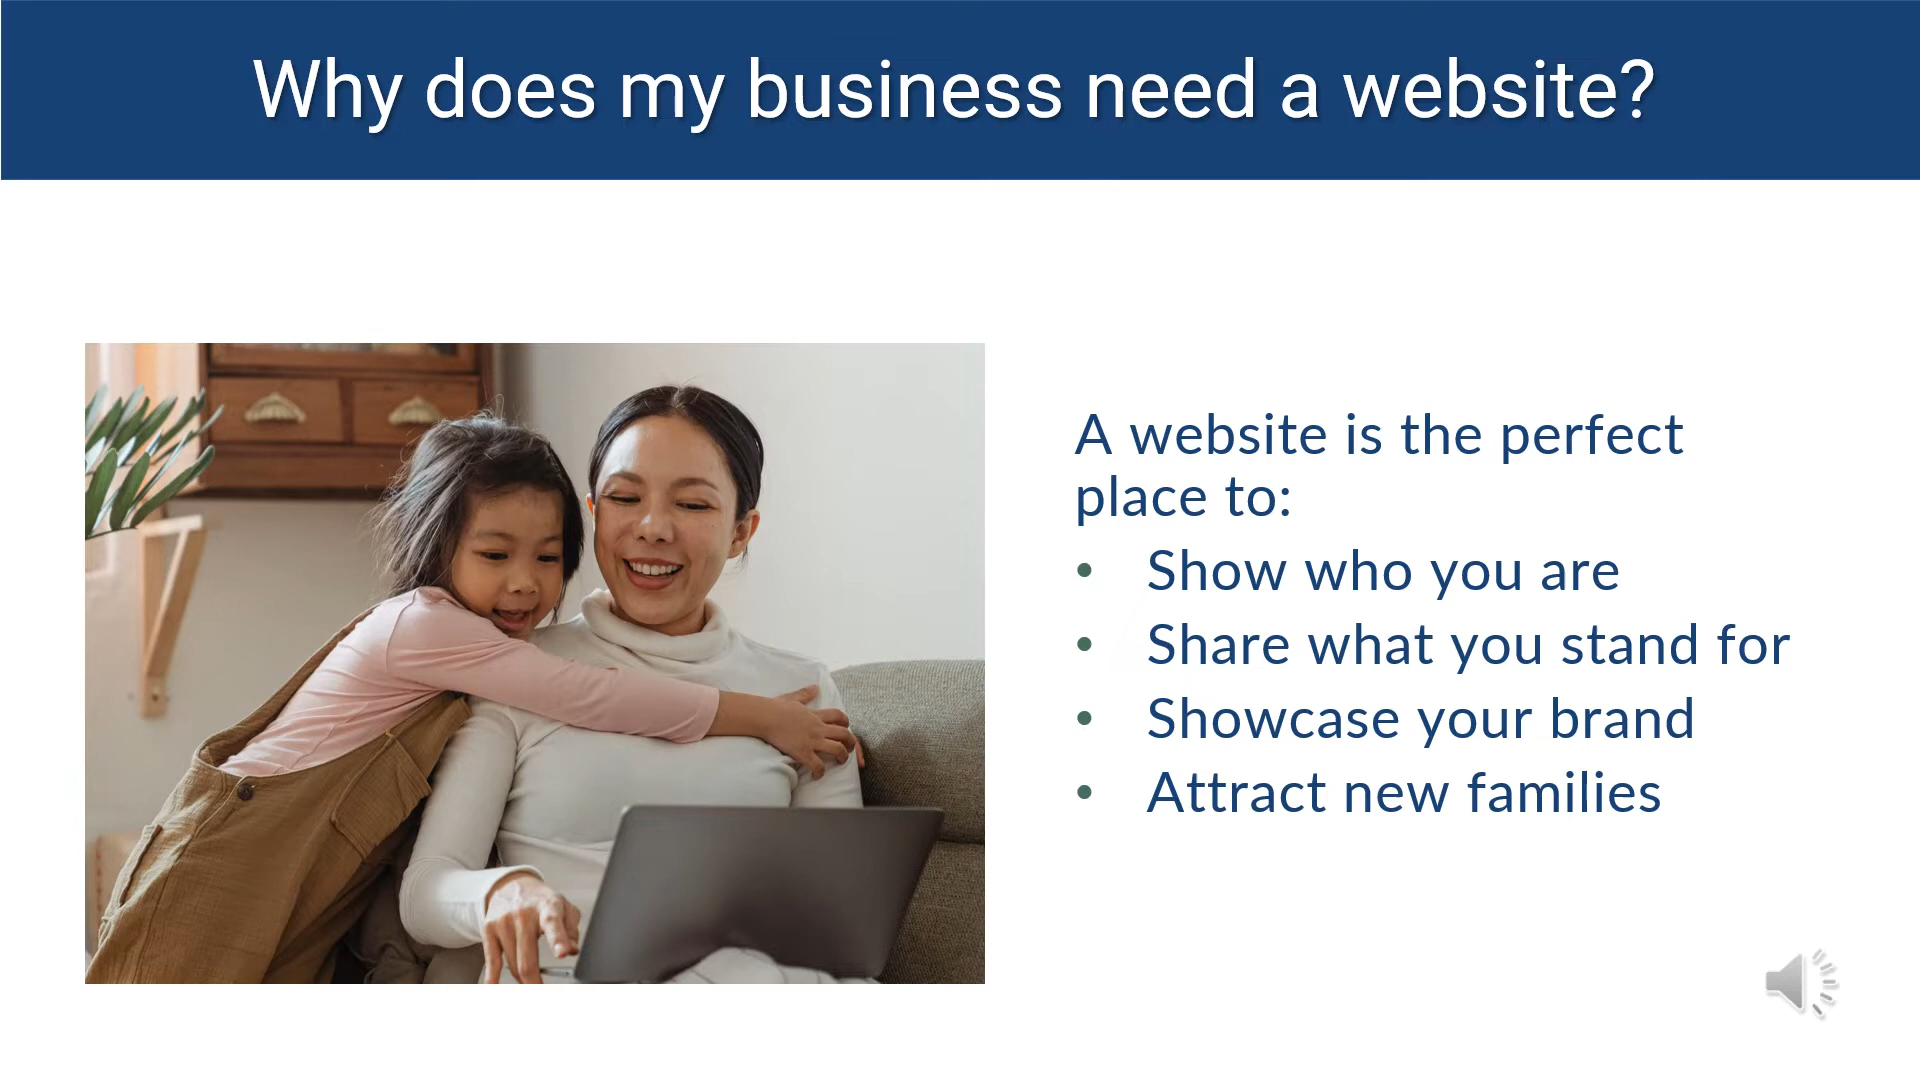 Why does my business need a website?
A website is the perfect
place to:
• Show who you are
• Share what you stand for
• Showcase your brand
• Attract new families